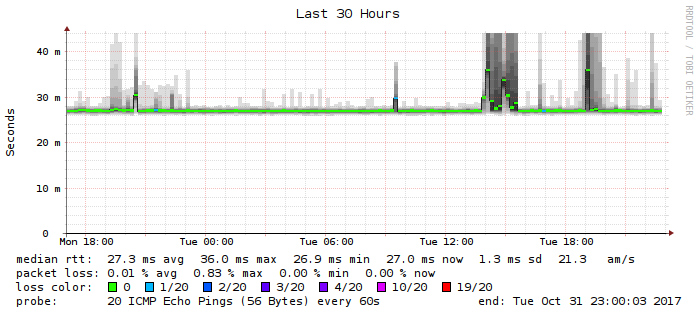 Last 30 Hours
RRDTOOL / TOBI OETIKER
Seconds
40 m
30 m
20 m
10 m
0
Mon 18:00 Tue 00:00 Tue 06:00 Tue 12:00 Tue 18:00
median rtt: 27.3 ms avg 36.0 ms max 26.9 ms min 27.0 ms now 1.3 ms sd 21.3 am/s
packet loss: 0.01 % avg 0.83 % max 0.00 % min 0.00 % now
loss color: 0 1/20 2/20 3/20 4/20 10/20 19/20
probe: 20 ICMP Echo Pings (56 Bytes) every 60s end: Tue Oct 31 23:00:03 2017